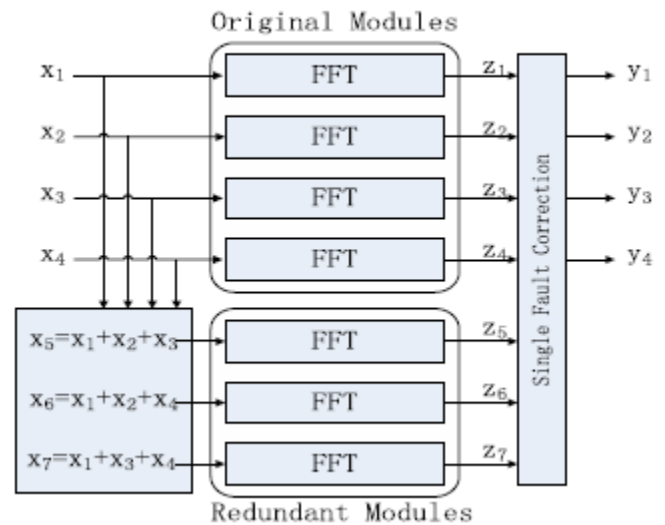 Original Modules
x₁ FFT z₁ y₁
x₂ FFT z₂ y₂
x₃ FFT z₃ y₃
x₄ FFT z₄ y₄
Single Fault Correction
x₅=x₁+x₂+x₃ FFT z₅
x₆=x₁+x₂+x₄ FFT z₆
x₇=x₁+x₃+x₄ FFT z₇
Redundant Modules